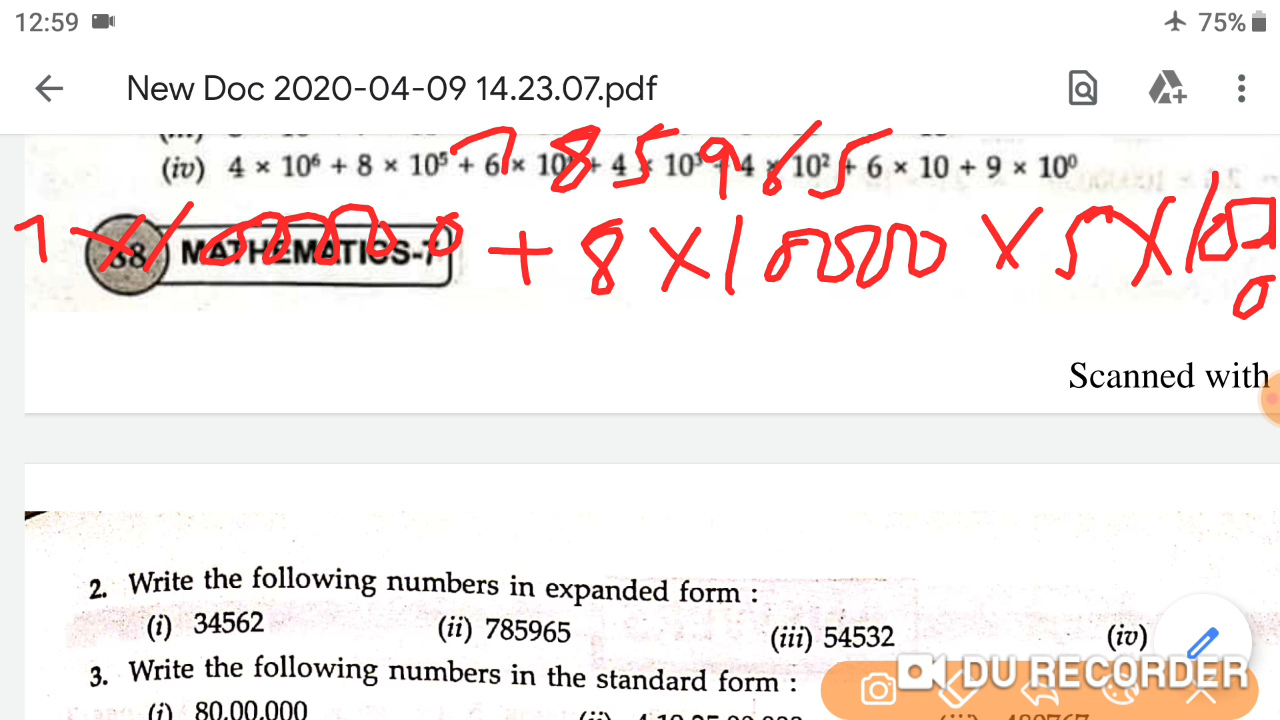 12:59 75%
New Doc 2020-04-09 14.23.07.pdf
785965
(iv) 4 × 10⁶ + 8 × 10⁵ + 6 × 10⁴ + 4 × 10³ + 4 × 10² + 6 × 10 + 9 × 10⁰
7 × 100000 + 8 × 10000 × 5 × 1000
38 MATHEMATICS-7
Scanned with
2. Write the following numbers in expanded form :
(i) 34562 (ii) 785965 (iii) 54532 (iv)
DU RECORDER
3. Write the following numbers in the standard form :
(i) 80,00,000